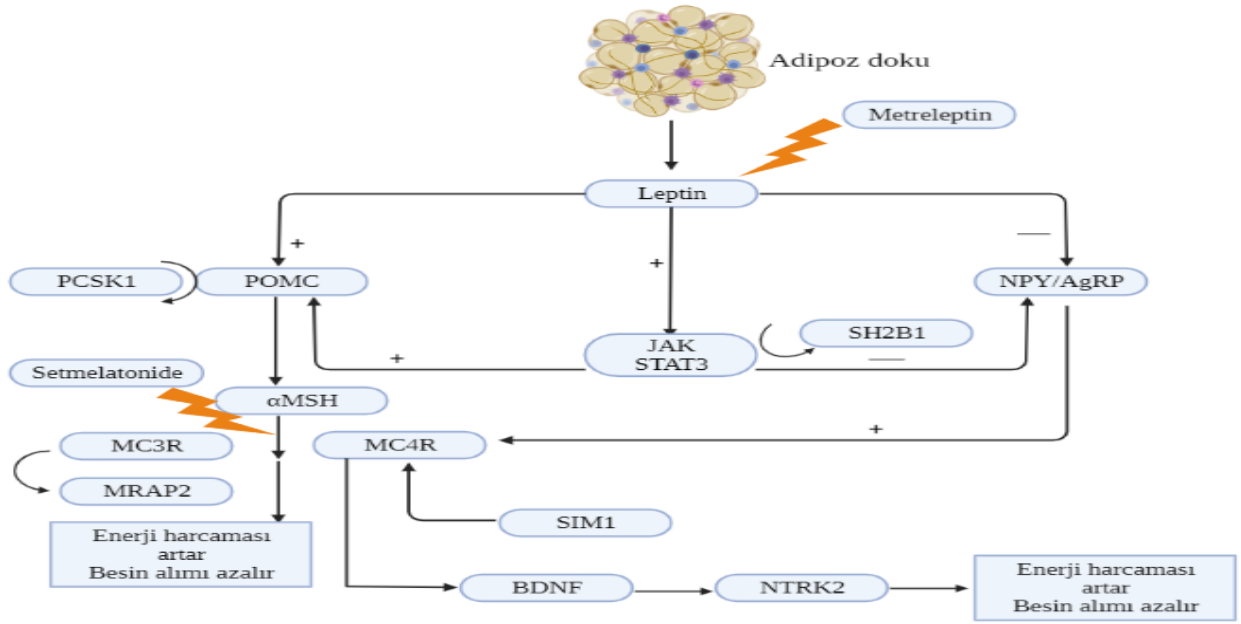 Adipoz doku
Metreleptin
Leptin
+
—
+
PCSK1
POMC
NPY/AgRP
SH2B1
JAK
STAT3
+
—
Setmelatonide
αMSH
+
MC3R
MC4R
MRAP2
SIM1
Enerji harcaması
artar
Besin alımı azalır
BDNF
NTRK2
Enerji harcaması
artar
Besin alımı azalır